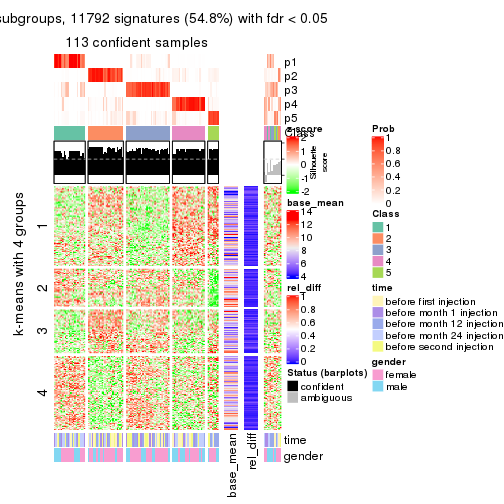 subgroups, 11792 signatures (54.8%) with fdr < 0.05
113 confident samples
p1
p2
p3
p4
p5
Class
Silhouette
score
k-means with 4 groups
1
2
3
4
time
gender
base_mean
rel_diff
z-score
2
1
0
-1
-2
base_mean
14
12
10
8
6
4
rel_diff
1
0.8
0.6
0.4
0.2
0
Status (barplots)
confident
ambiguous
Prob
1
0.8
0.6
0.4
0.2
0
Class
1
2
3
4
5
time
before first injection
before month 1 injection
before month 12 injection
before month 24 injection
before second injection
gender
female
male